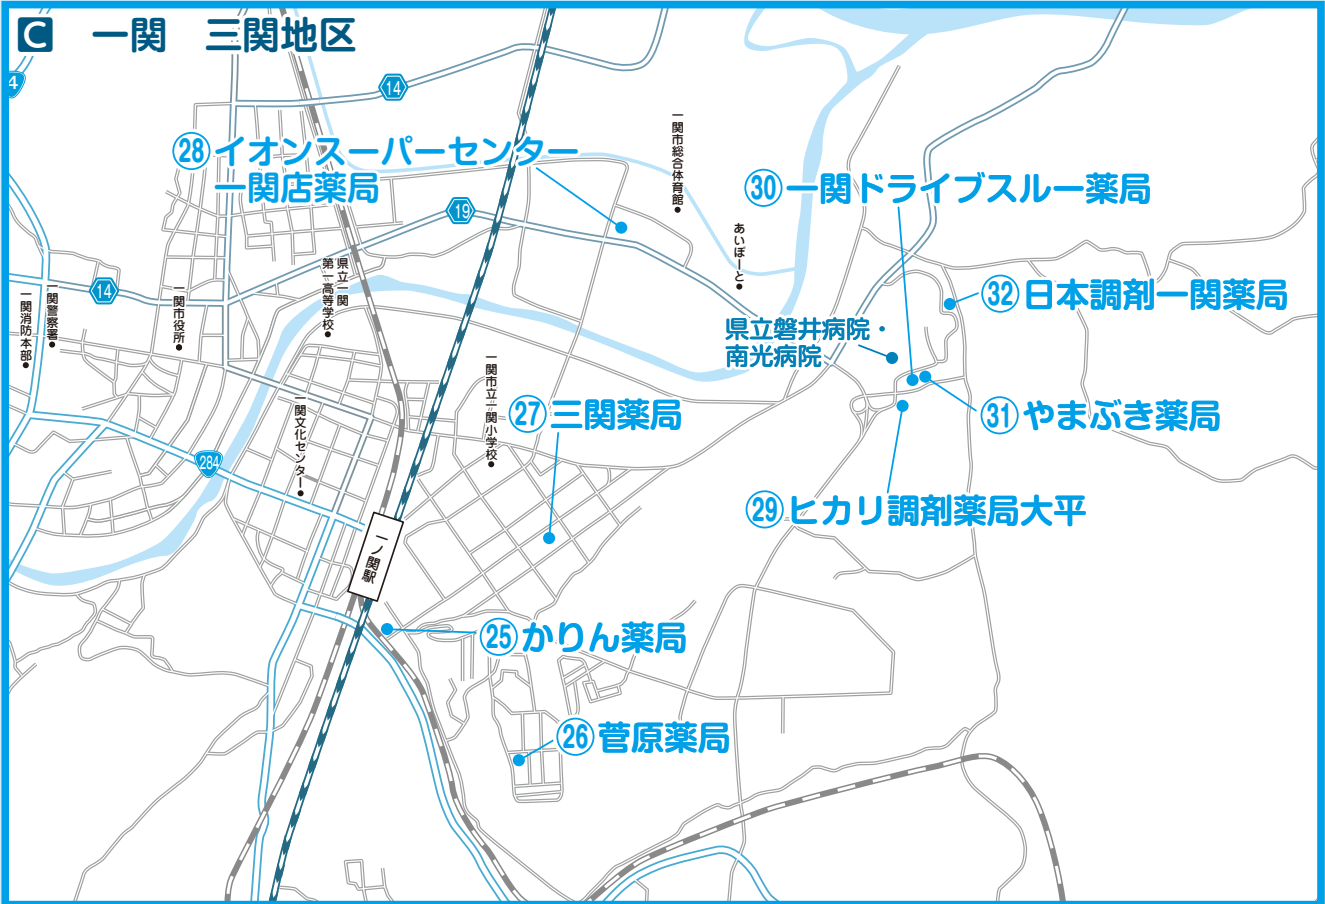 C 一関 三関地区
4
14
㉘イオンスーパーセンター
一関店薬局
一関市総合体育館
㉚一関ドライブスルー薬局
19
あいぽーと
県立一関
第一高等学校
14
一関市役所
一関警察署
一関消防本部
㉜日本調剤一関薬局
県立磐井病院・
南光病院
一関市立一関小学校
一関文化センター
㉗三関薬局
㉛やまぶき薬局
284
㉙ヒカリ調剤薬局大平
一ノ関駅
㉕かりん薬局
㉖菅原薬局